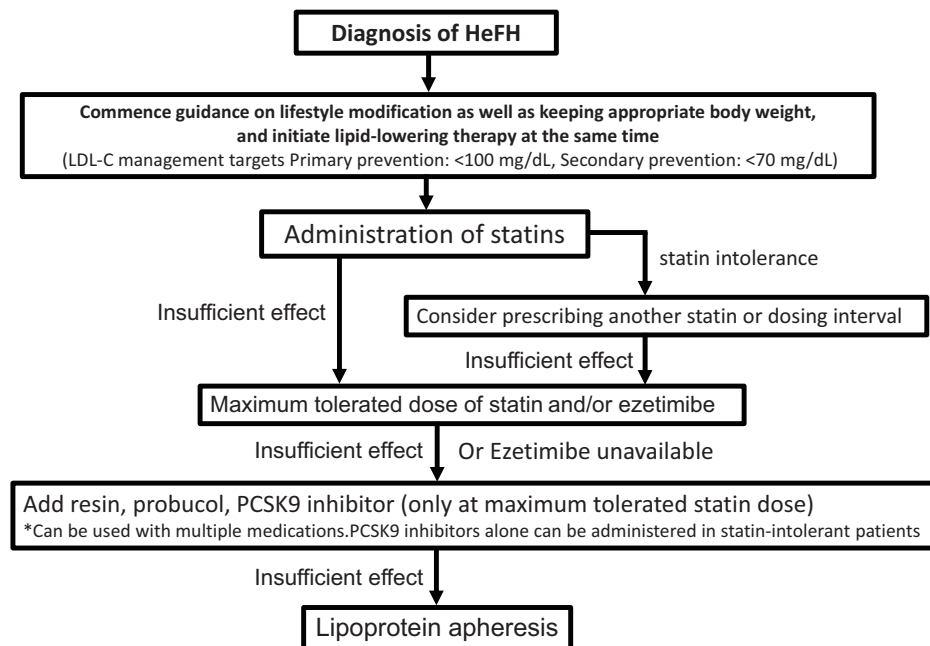 Diagnosis of HeFH
Commence guidance on lifestyle modification as well as keeping appropriate body weight,
and initiate lipid-lowering therapy at the same time
(LDL-C management targets Primary prevention: <100 mg/dL, Secondary prevention: <70 mg/dL)
Administration of statins
statin intolerance
Insufficient effect
Consider prescribing another statin or dosing interval
Insufficient effect
Maximum tolerated dose of statin and/or ezetimibe
Insufficient effect
Or Ezetimibe unavailable
Add resin, probucol, PCSK9 inhibitor (only at maximum tolerated statin dose)
*Can be used with multiple medications.PCSK9 inhibitors alone can be administered in statin-intolerant patients
Insufficient effect
Lipoprotein apheresis